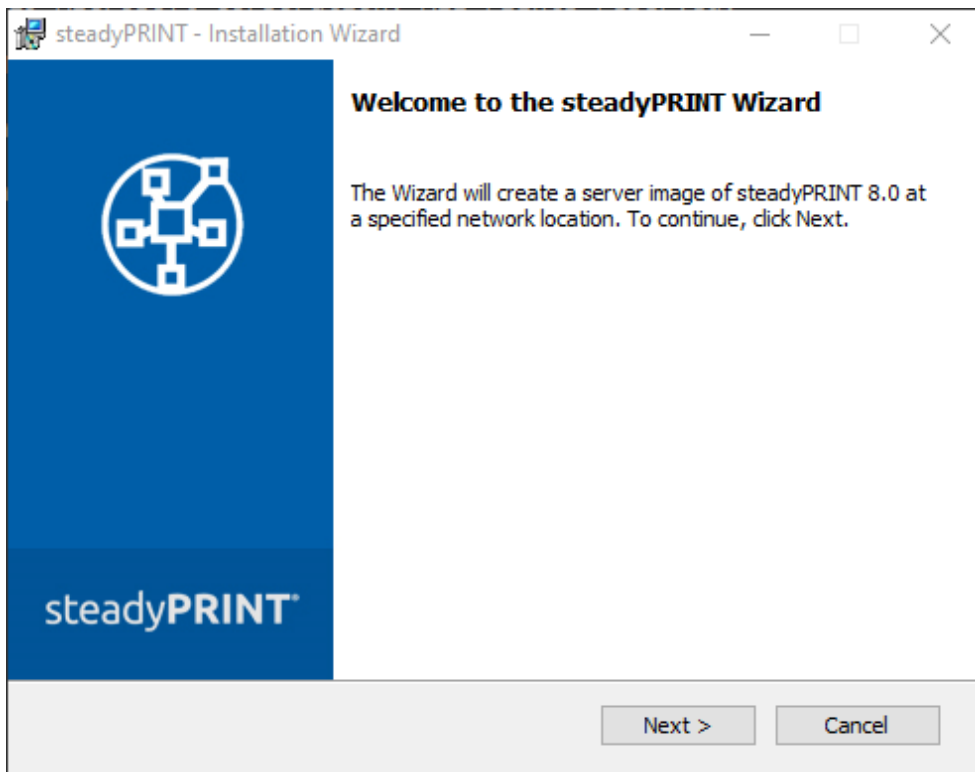 steadyPRINT - Installation Wizard
Welcome to the steadyPRINT Wizard
The Wizard will create a server image of steadyPRINT 8.0 at
a specified network location. To continue, click Next.
steadyPRINT®
Next >
Cancel